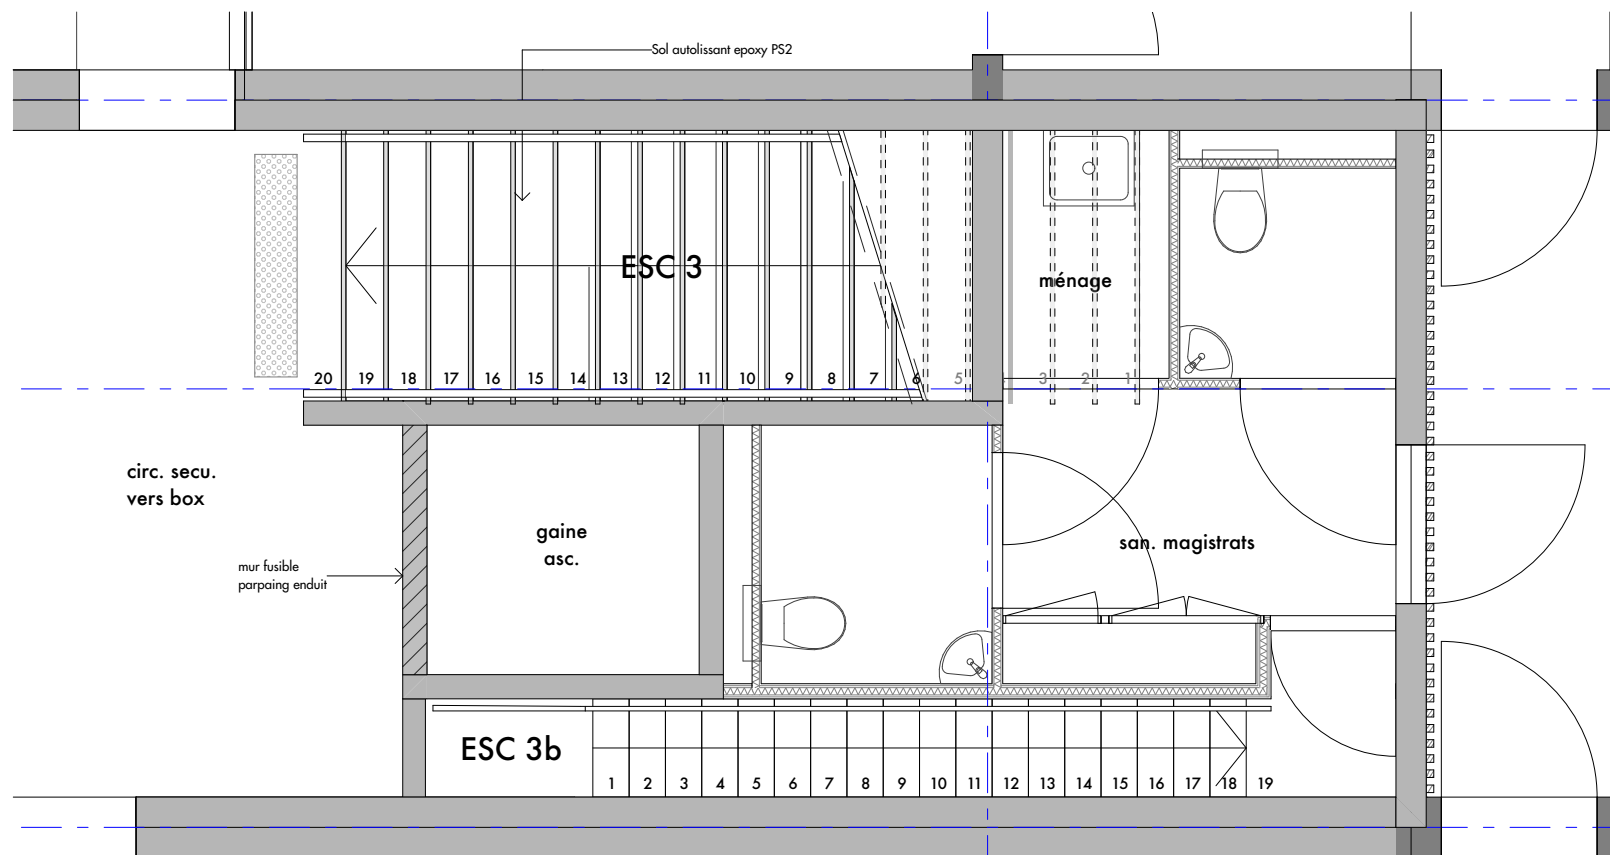 Sol autolissant epoxy PS2
ESC 3
ménage
20 19 18 17 16 15 14 13 12 11 10 9 8 7 6 5 3 2 1
circ. secu.
vers box
gaine
asc.
san. magistrats
mur fusible
parpaing enduit
ESC 3b
1 2 3 4 5 6 7 8 9 10 11 12 13 14 15 16 17 18 19